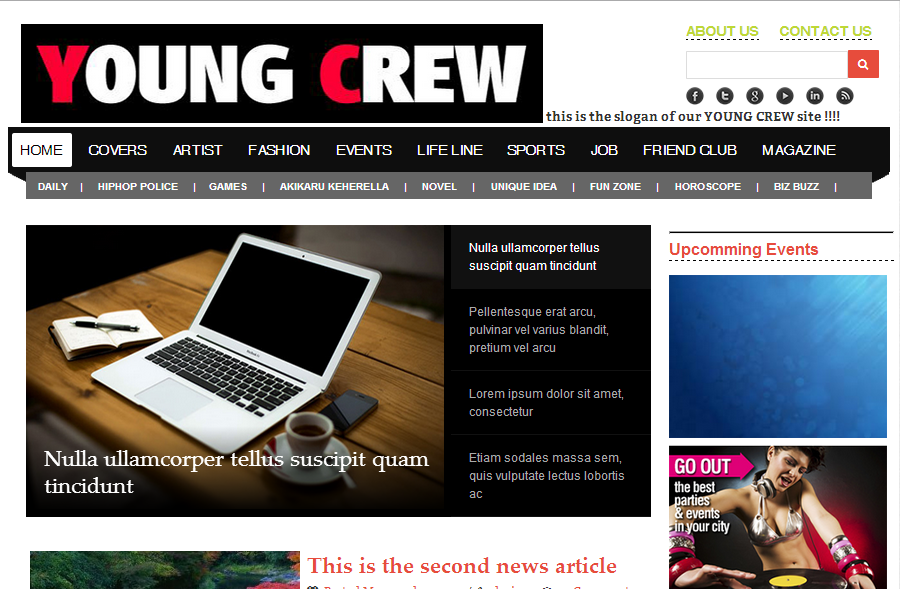 ABOUT US CONTACT US
YOUNG CREW
this is the slogan of our YOUNG CREW site !!!!
HOME COVERS ARTIST FASHION EVENTS LIFE LINE SPORTS JOB FRIEND CLUB MAGAZINE
DAILY | HIPHOP POLICE | GAMES | AKIKARU KEHERELLA | NOVEL | UNIQUE IDEA | FUN ZONE | HOROSCOPE | BIZ BUZZ |
Nulla ullamcorper tellus suscipit quam
tincidunt
Nulla ullamcorper tellus
suscipit quam tincidunt
Pellentesque erat arcu,
pulvinar vel varius blandit,
pretium vel arcu
Lorem ipsum dolor sit amet,
consectetur
Etiam sodales massa sem,
quis vulputate lectus lobortis
ac
Upcomming Events
GO OUT
the best
parties
& events
in your city
This is the second news article